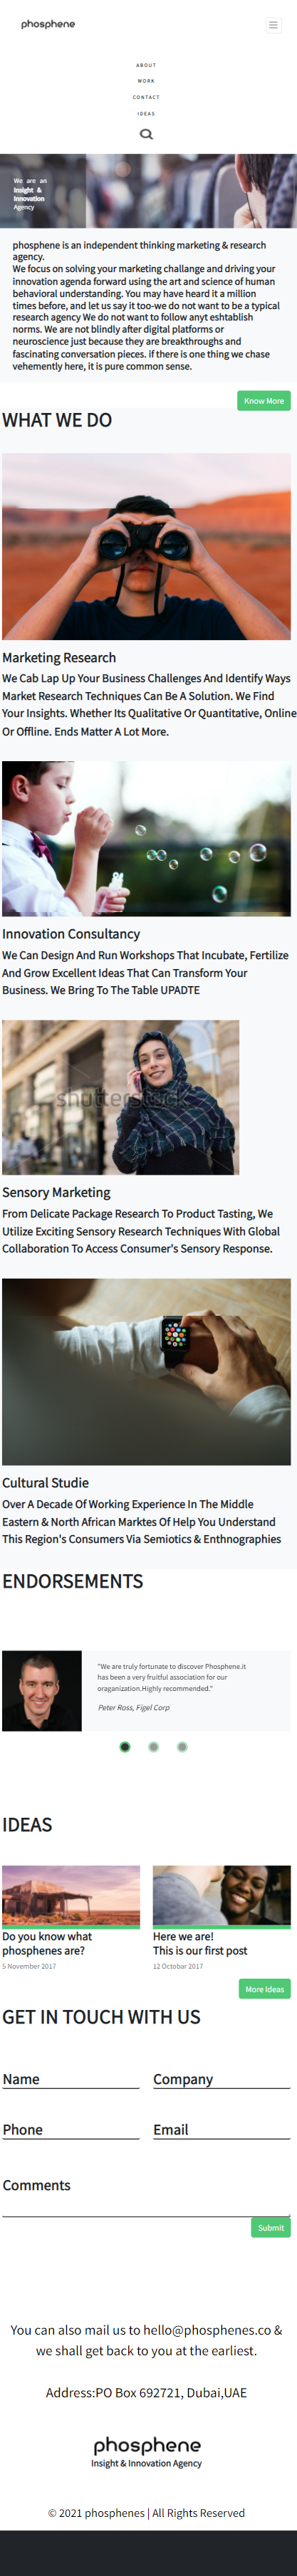 phosphene
ABOUT
WORK
CONTACT
IDEAS
We are an
Insight &
Innovation
Agency
phosphene is an independent thinking marketing & research
agency.
We focus on solving your marketing challange and driving your
innovation agenda forward using the art and science of human
behavioral understanding. You may have heard it a million
times before, and let us say it too-we do not want to be a typical
research agency We do not want to follow anyt eshtablish
norms. We are not blindly after digital platforms or
neuroscience just because they are breakthroughs and
fascinating conversation pieces. if there is one thing we chase
vehemently here, it is pure common sense.
Know More
WHAT WE DO
Marketing Research
We Cab Lap Up Your Business Challenges And Identify Ways
Market Research Techniques Can Be A Solution. We Find
Your Insights. Whether Its Qualitative Or Quantitative, Online
Or Offline. Ends Matter A Lot More.
Innovation Consultancy
We Can Design And Run Workshops That Incubate, Fertilize
And Grow Excellent Ideas That Can Transform Your
Business. We Bring To The Table UPADTE
shutterstock
Sensory Marketing
From Delicate Package Research To Product Tasting, We
Utilize Exciting Sensory Research Techniques With Global
Collaboration To Access Consumer's Sensory Response.
Cultural Studie
Over A Decade Of Working Experience In The Middle
Eastern & North African Marktes Of Help You Understand
This Region's Consumers Via Semiotics & Enthnographies
ENDORSEMENTS
"We are truly fortunate to discover Phosphene.it
has been a very fruitful association for our
oraganization.Highly recommended."
Peter Ross, Figel Corp
IDEAS
Do you know what
phosphenes are?
5 November 2017
Here we are!
This is our first post
12 Octobar 2017
More Ideas
GET IN TOUCH WITH US
Name
Company
Phone
Email
Comments
Submit
You can also mail us to hello@phosphenes.co &
we shall get back to you at the earliest.
Address:PO Box 692721, Dubai,UAE
phosphene
Insight & Innovation Agency
© 2021 phosphenes | All Rights Reserved